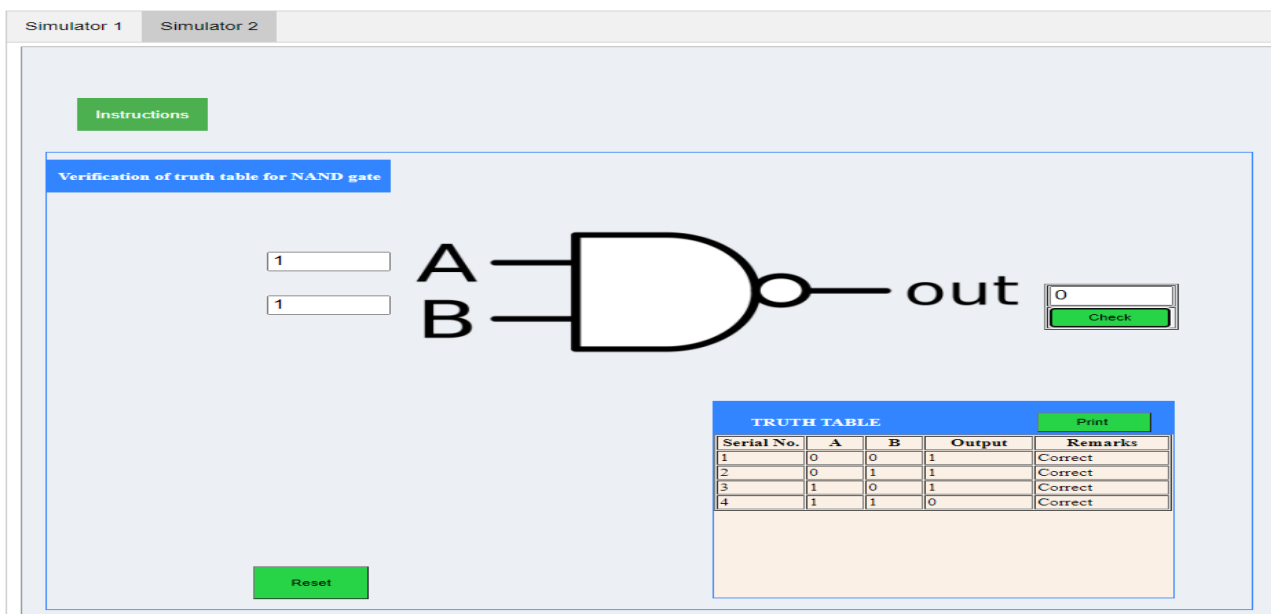 Simulator 1 Simulator 2
Instructions
Verification of truth table for NAND gate
1 A
1 B
out 0
Check
TRUTH TABLE Print
Serial No. A B Output Remarks
1 0 0 1 Correct
2 0 1 1 Correct
3 1 0 1 Correct
4 1 1 0 Correct
Reset